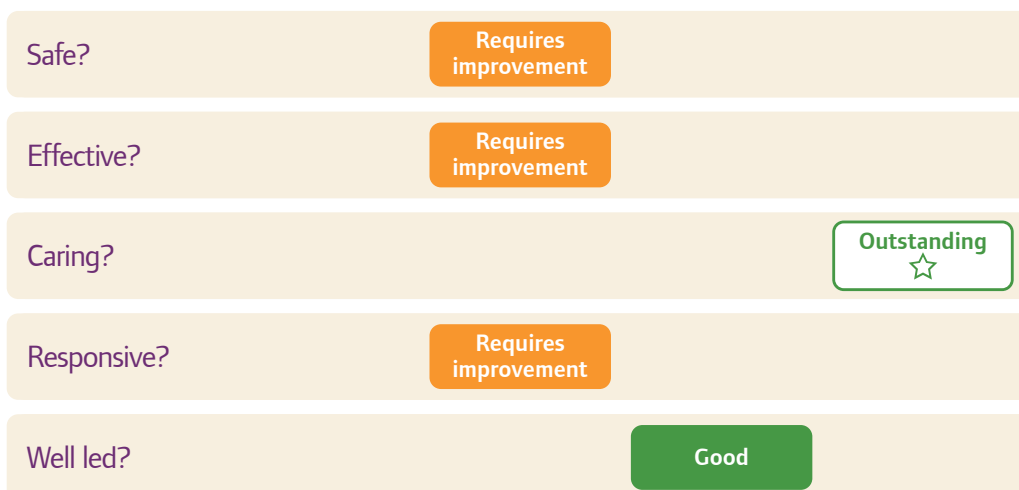 Safe?
Requires
improvement
Effective?
Requires
improvement
Caring?
Outstanding
Responsive?
Requires
improvement
Well led?
Good